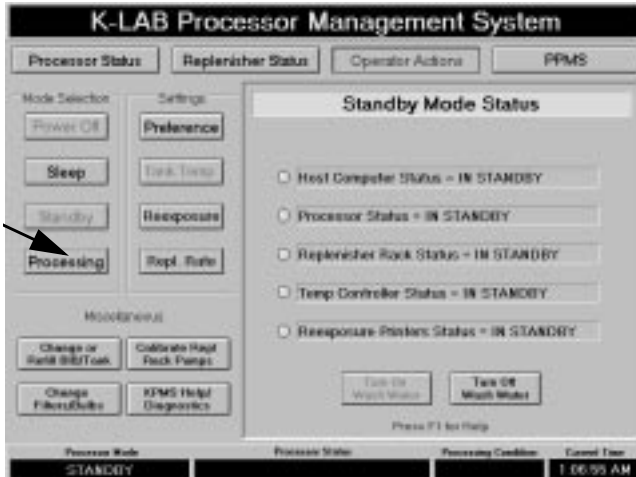 K-LAB Processor Management System
Processor Status
Replenisher Status
Operator Actions
PPMS
Mode Selection
Settings
Power Off
Preference
Sleep
Tank Temp
Standby
Reexposure
Processing
Repl. Rate
Miscellaneous
Change or
Refill Bltl/Tank
Calibrate Repl
Rack Pumps
Change
Filters/Bulbs
KPMS Help/
Diagnostics
Standby Mode Status
Host Computer Status = IN STANDBY
Processor Status = IN STANDBY
Replenisher Rack Status = IN STANDBY
Temp Controller Status = IN STANDBY
Reexposure Printers Status = IN STANDBY
Turn On
Wash Water
Turn Off
Wash Water
Press F1 for Help
Processor Mode
Processor Status
Processing Condition
Current Time
STANDBY
1:06:55 AM